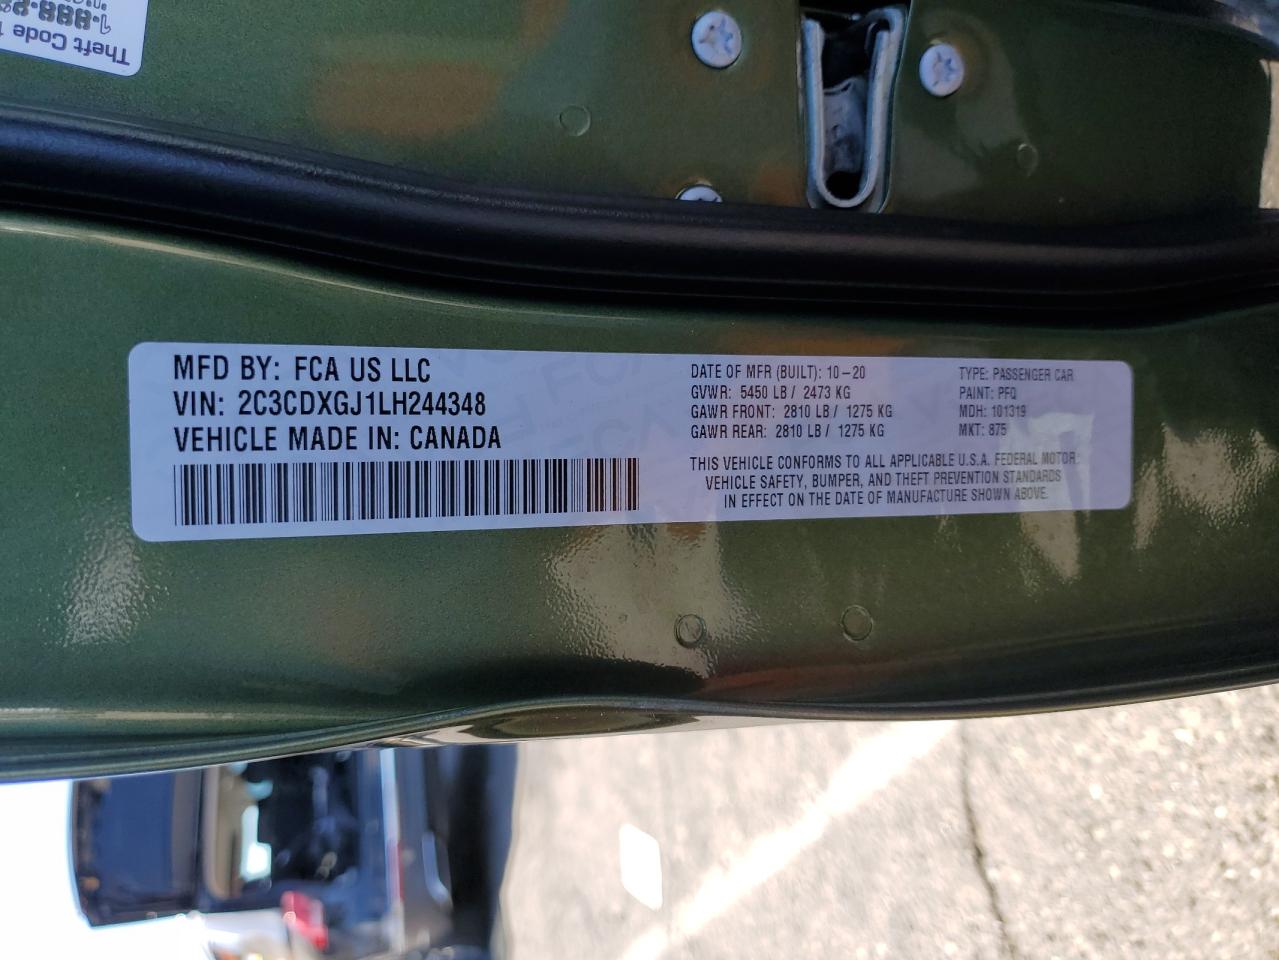 Theft Code
1-888-
MFD BY: FCA US LLC
VIN: 2C3CDXGJ1LH244348
VEHICLE MADE IN: CANADA
DATE OF MFR (BUILT): 10-20
GVWR: 5450 LB / 2473 KG
GAWR FRONT: 2810 LB / 1275 KG
GAWR REAR: 2810 LB / 1275 KG
TYPE: PASSENGER CAR
PAINT: PFQ
MDH: 101319
MKT: 875
THIS VEHICLE CONFORMS TO ALL APPLICABLE U.S.A. FEDERAL MOTOR
VEHICLE SAFETY, BUMPER, AND THEFT PREVENTION STANDARDS
IN EFFECT ON THE DATE OF MANUFACTURE SHOWN ABOVE.